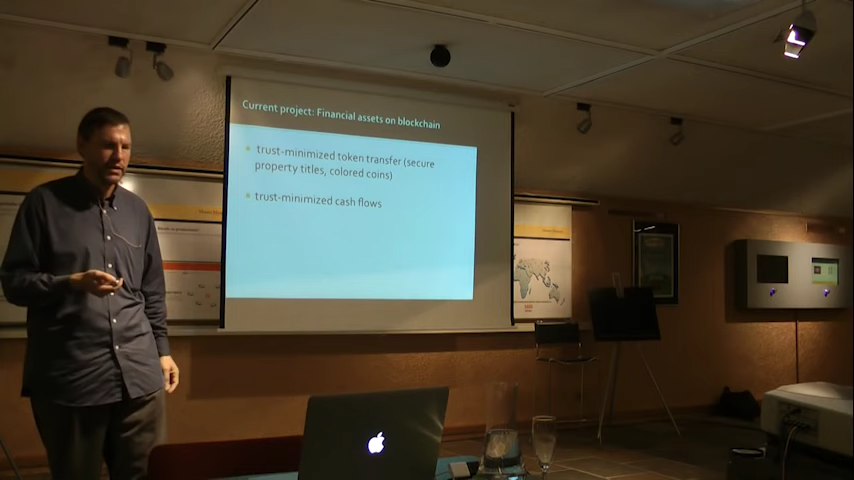 Current project: Financial assets on blockchain
trust-minimized token transfer (secure
property titles, colored coins)
trust-minimized cash flows